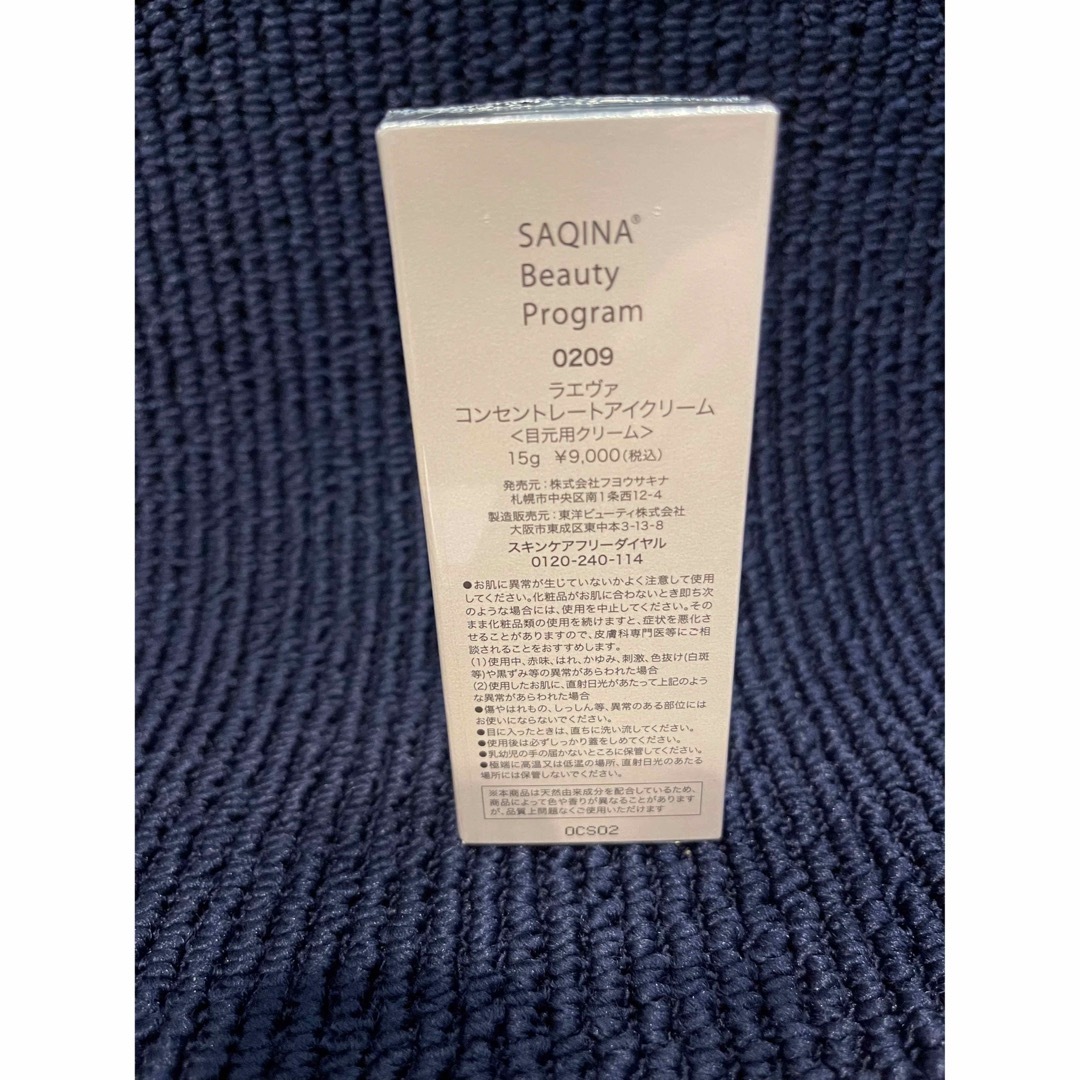 SAQINA®
Beauty
Program
0209
ラエヴァ
コンセントレートアイクリーム
<目元用クリーム>
15g ¥9,000(税込)
発売元:株式会社フヨウサキナ
札幌市中央区南1条西12-4
製造販売元:東洋ビューティ株式会社
大阪市東成区東中本3-13-8
スキンケアフリーダイヤル
0120-240-114
●お肌に異常が生じていないかよく注意して使用
してください。化粧品がお肌に合わないとき即ち次
のような場合には、使用を中止してください。その
まま化粧品類の使用を続けますと、症状を悪化さ
せることがありますので、皮膚科専門医等にご相
談されることをおすすめします。
(1)使用中、赤味、はれ、かゆみ、刺激、色抜け(白斑
等)や黒ずみ等の異常があらわれた場合
(2)使用したお肌に、直射日光があたって上記のよう
な異常があらわれた場合
●傷やはれもの、しっしん等、異常のある部位には
お使いにならないでください。
●目に入ったときは、直ちに洗い流してください。
●使用後は必ずしっかり蓋をしめてください。
●乳幼児の手の届かないところに保管してください。
●極端に高温又は低温の場所、直射日光のあたる
場所には保管しないでください。
※本商品は天然由来成分を配合しているため、
商品によって色や香りが異なることがあります
が、品質上問題なくご使用いただけます
0CS02